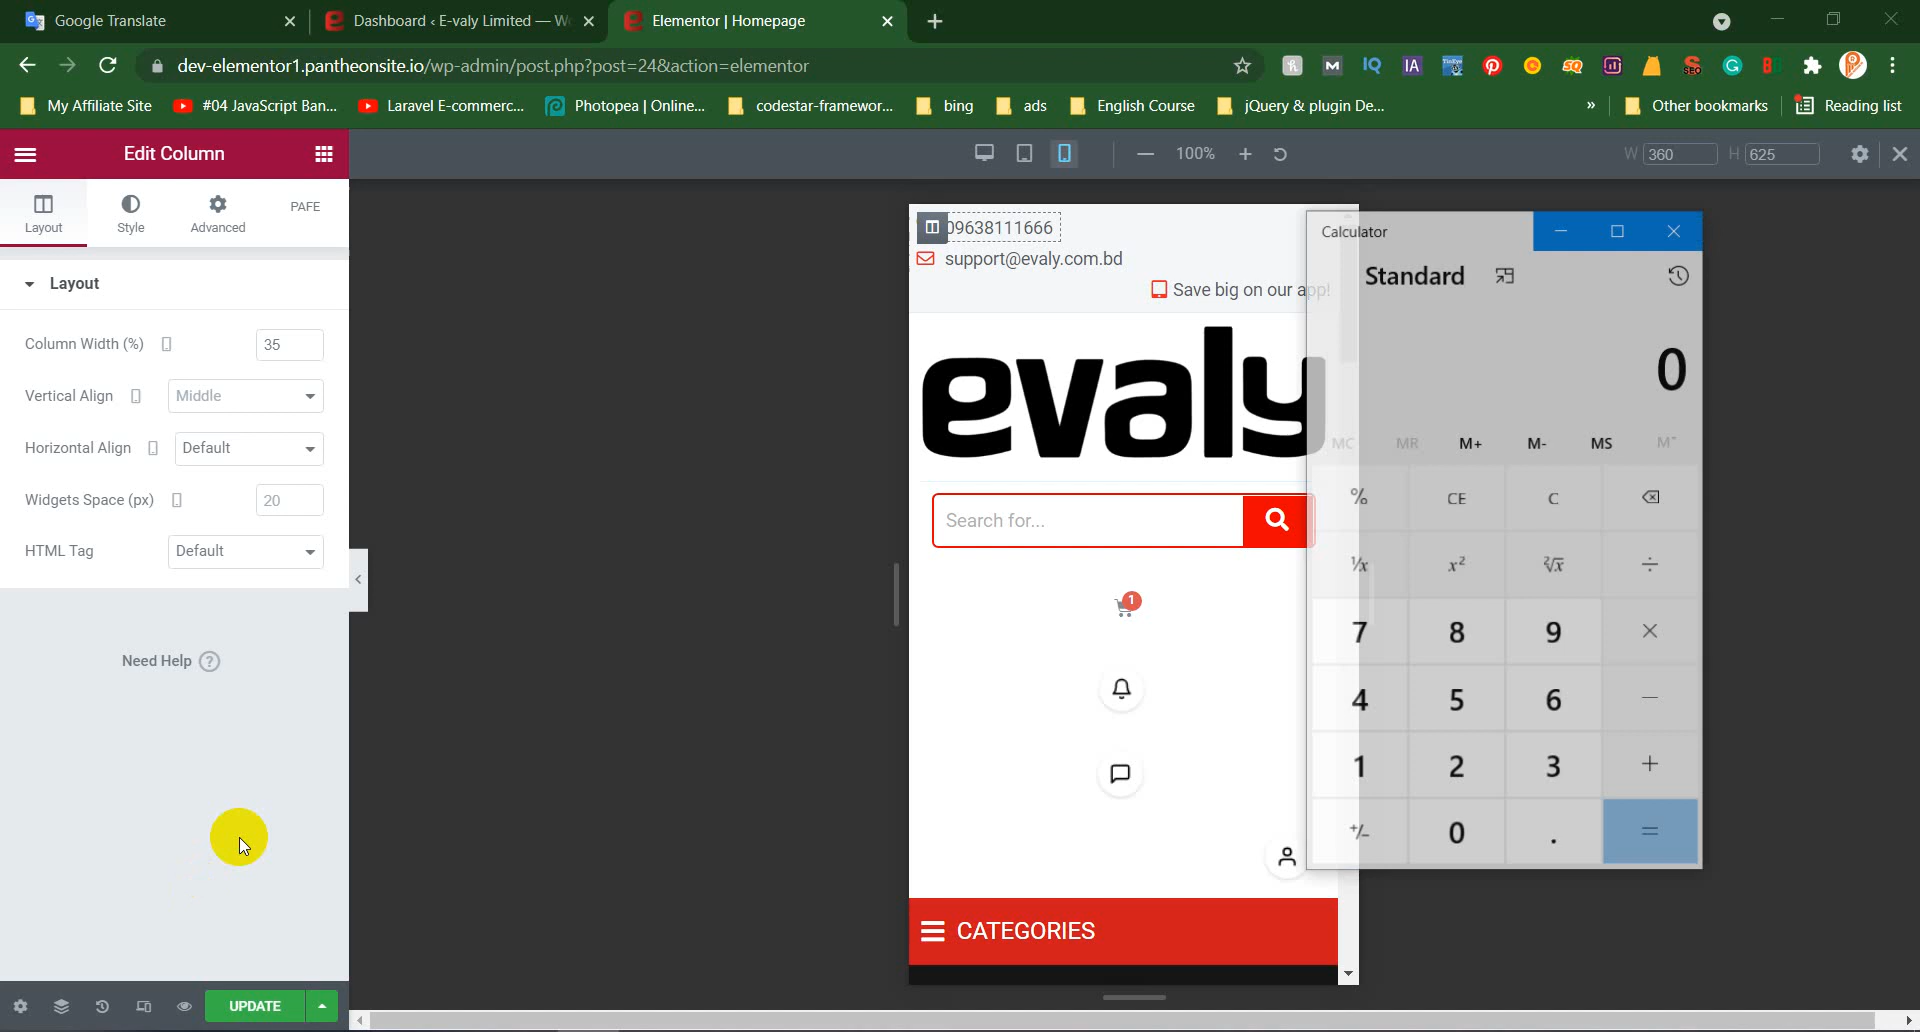 Google Translate
Dashboard ‹ E-valy Limited — W
Elementor | Homepage
dev-elementor1.pantheonsite.io/wp-admin/post.php?post=24&action=elementor
My Affiliate Site
#04 JavaScript Ban...
Laravel E-commerc...
Photopea | Online...
codestar-framewor...
bing
ads
English Course
jQuery & plugin De...
»
Other bookmarks
Reading list
Edit Column
100%
W 360
H 625
Layout
Style
Advanced
PAFE
Layout
Column Width (%)
35
Vertical Align
Middle
Horizontal Align
Default
Widgets Space (px)
20
HTML Tag
Default
Need Help ?
UPDATE
09638111666
support@evaly.com.bd
Save big on our app!
evaly
Search for...
1
CATEGORIES
Calculator
Standard
0
MC MR M+ M- MS M˅
% CE C
¹/x x² ²√x ÷
7 8 9 ×
4 5 6 −
1 2 3 +
+/− 0 . =